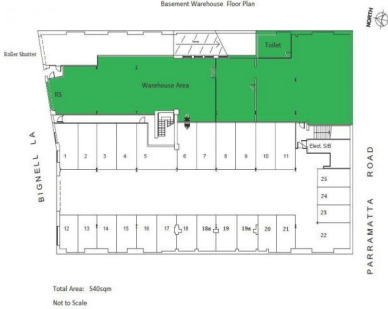 Basement Warehouse Floor Plan
NORTH
Toilet
Roller Shutter
Warehouse Area
RS
1 2 3 4 5 6 7 8 9 10 11
Elect. S/B
25
24
23
22
12 13 14 15 16 17 18 18a 19 19a 20 21
BIGNELL LA
PARRAMATTA ROAD
Total Area: 540sqm
Not to Scale